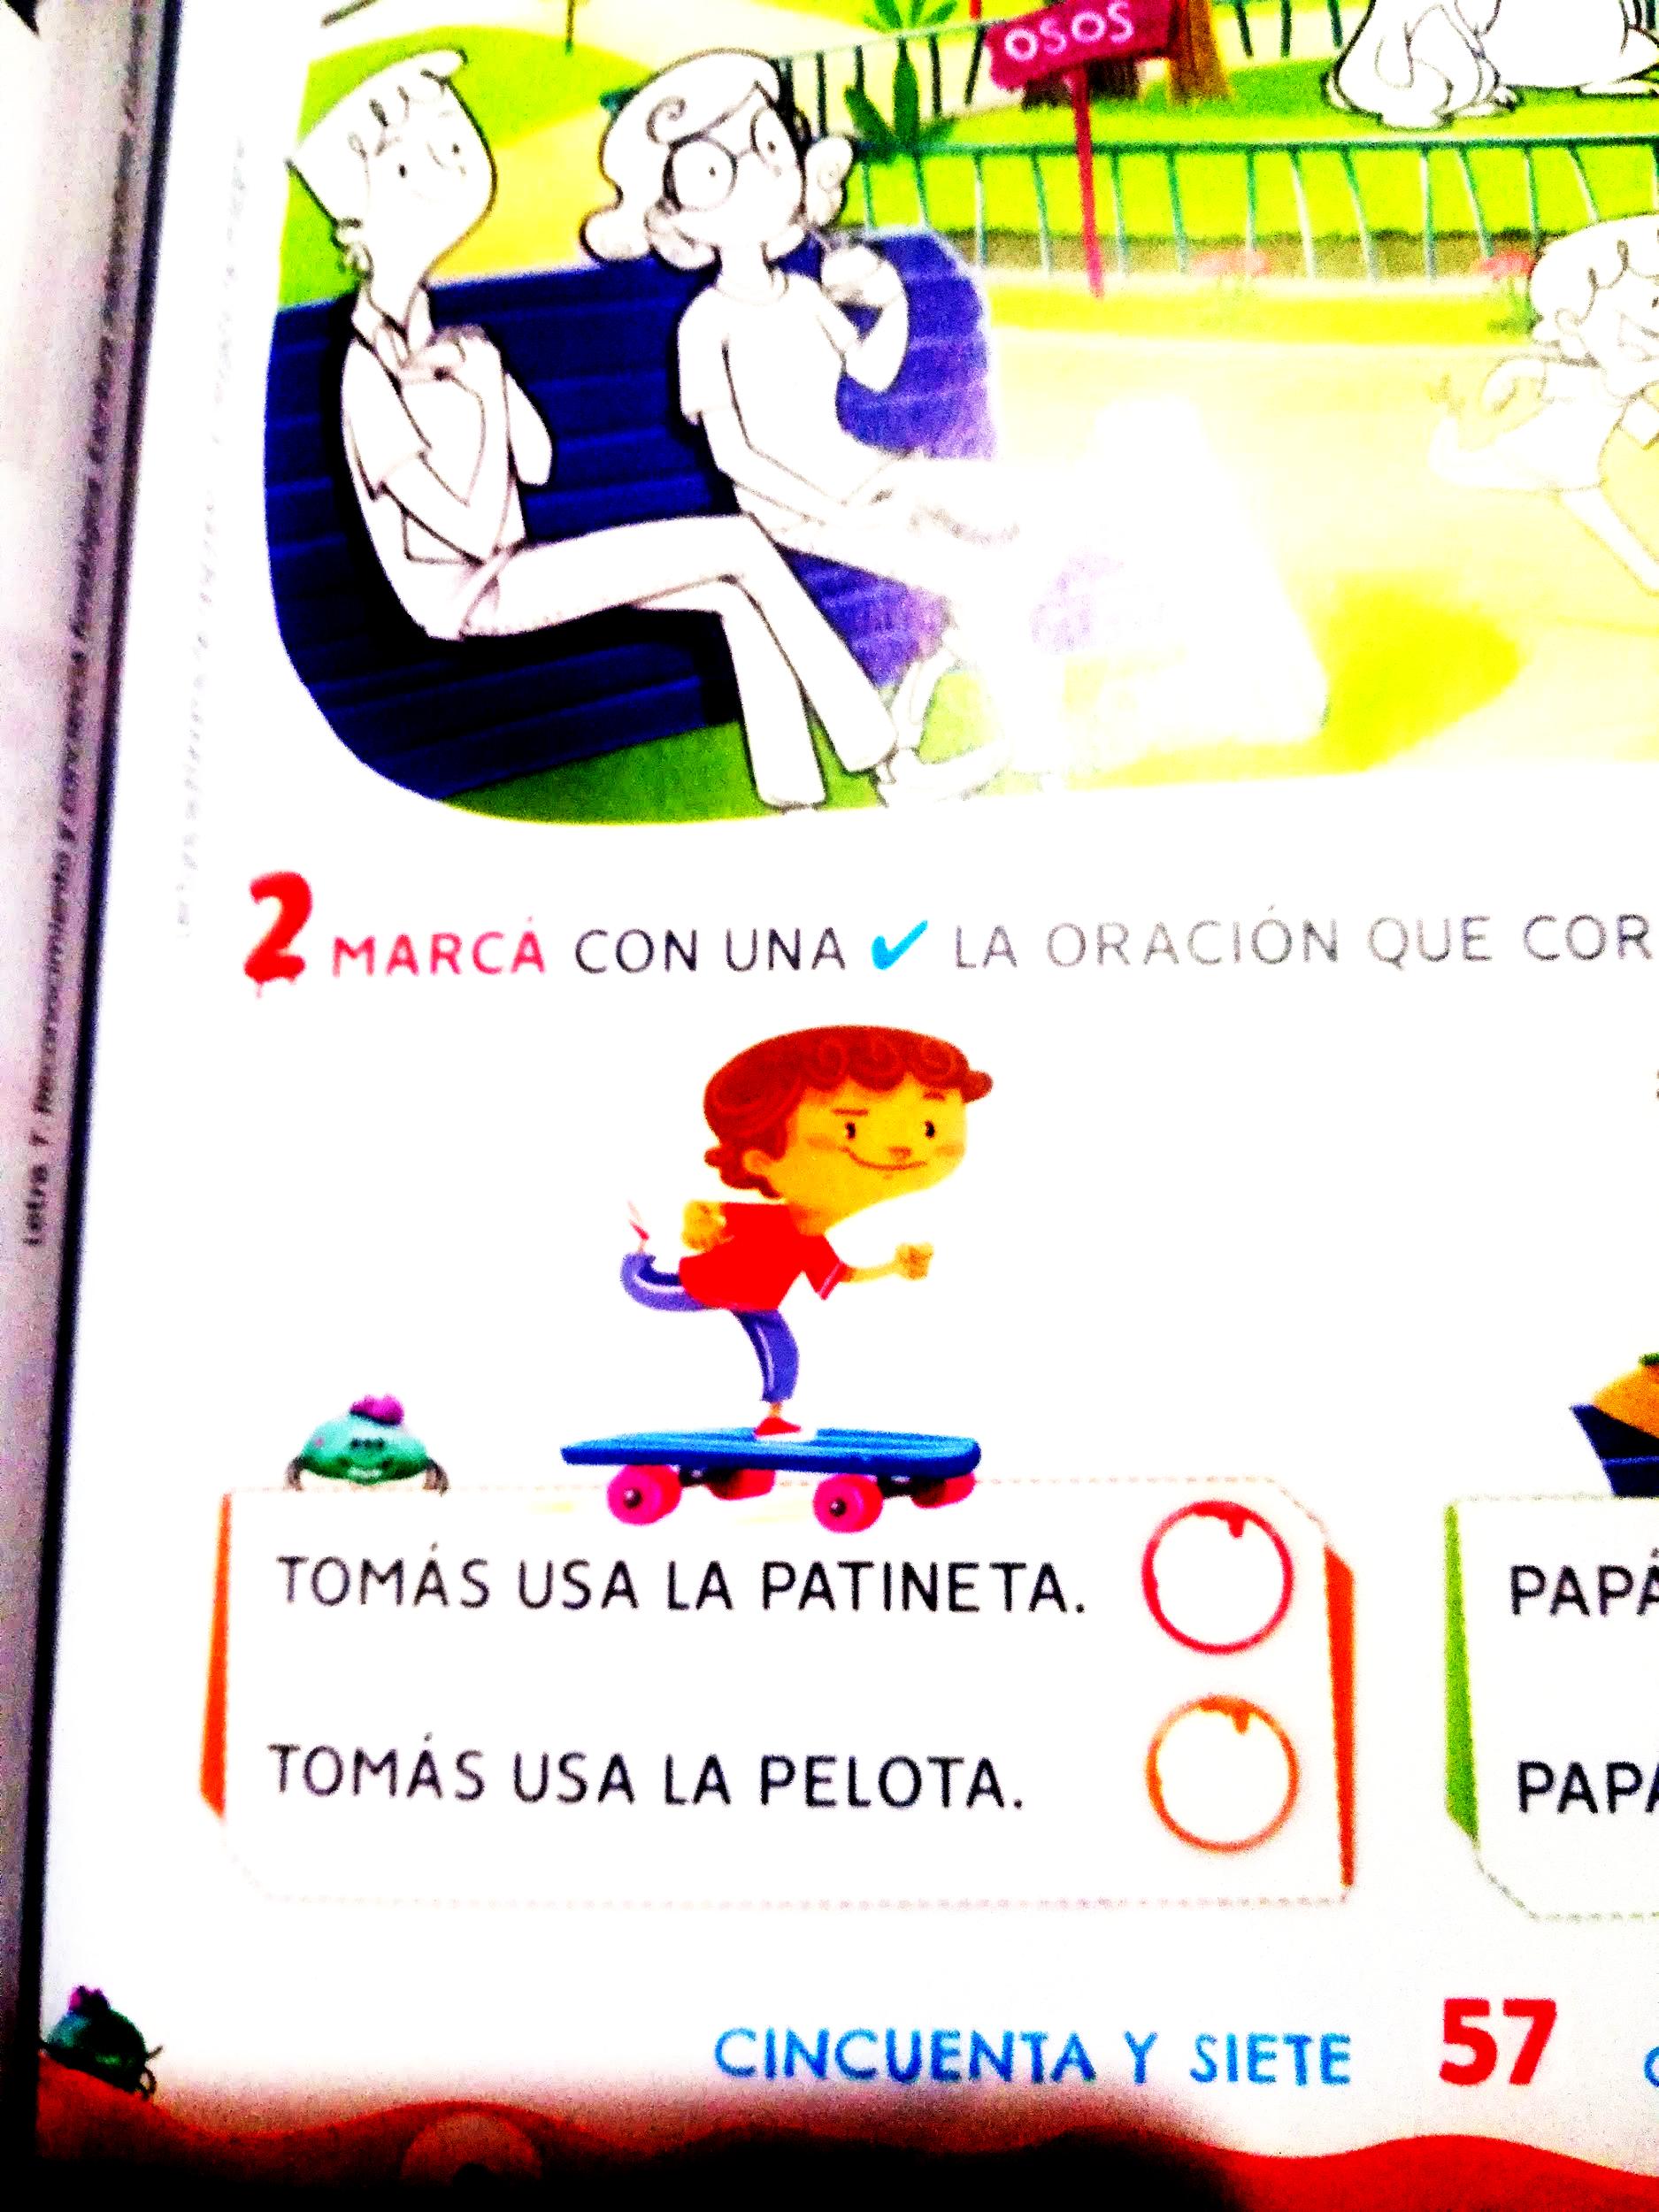 OSOS
2 MARCÁ CON UNA ✓ LA ORACIÓN QUE COR
TOMÁS USA LA PATINETA.
TOMÁS USA LA PELOTA.
PAPÁ
PAPÁ
CINCUENTA Y SIETE 57